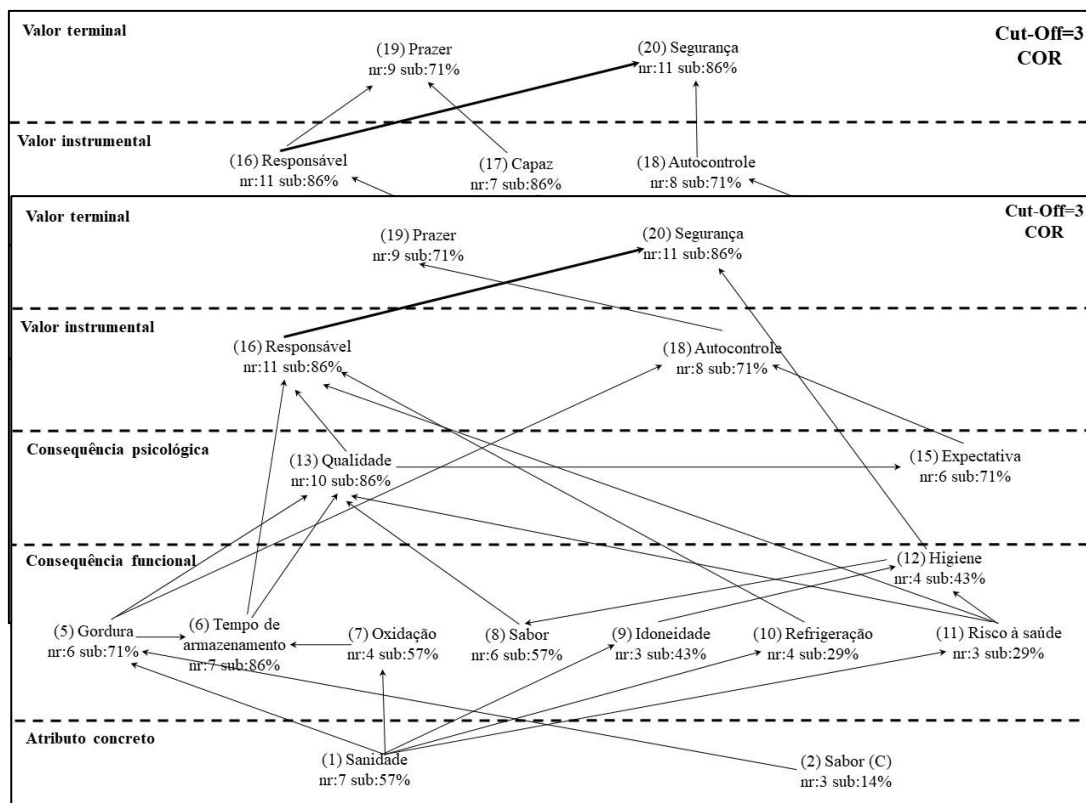 Valor terminal
Cut-Off=3
COR
(19) Prazer
nr:9 sub:71%
(20) Segurança
nr:11 sub:86%
Valor instrumental
(16) Responsável
nr:11 sub:86%
(17) Capaz
nr:7 sub:86%
(18) Autocontrole
nr:8 sub:71%
Valor terminal
Cut-Off=3
COR
(19) Prazer
nr:9 sub:71%
(20) Segurança
nr:11 sub:86%
Valor instrumental
(16) Responsável
nr:11 sub:86%
(18) Autocontrole
nr:8 sub:71%
Consequência psicológica
(13) Qualidade
nr:10 sub:86%
(15) Expectativa
nr:6 sub:71%
Consequência funcional
(12) Higiene
nr:4 sub:43%
(5) Gordura
nr:6 sub:71%
(6) Tempo de
armazenamento
nr:7 sub:86%
(7) Oxidação
nr:4 sub:57%
(8) Sabor
nr:6 sub:57%
(9) Idoneidade
nr:3 sub:43%
(10) Refrigeração
nr:4 sub:29%
(11) Risco à saúde
nr:3 sub:29%
Atributo concreto
(1) Sanidade
nr:7 sub:57%
(2) Sabor (C)
nr:3 sub:14%